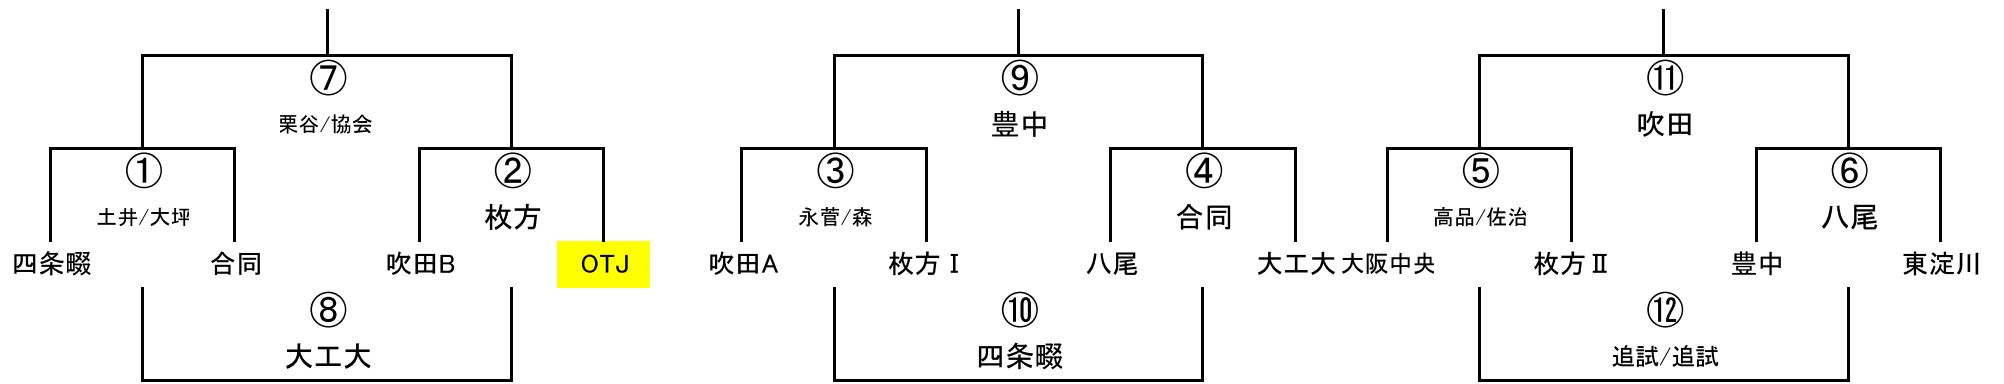 ⑦ ⑨ ⑪
栗谷/協会 豊中 吹田
① ② ③ ④ ⑤ ⑥
土井/大坪 枚方 永菅/森 合同 高品/佐治 八尾
四条畷 合同 吹田B OTJ 吹田A 枚方Ⅰ 八尾 大工大 大阪中央 枚方Ⅱ 豊中 東淀川
⑧ ⑩ ⑫
大工大 四条畷 追試/追試